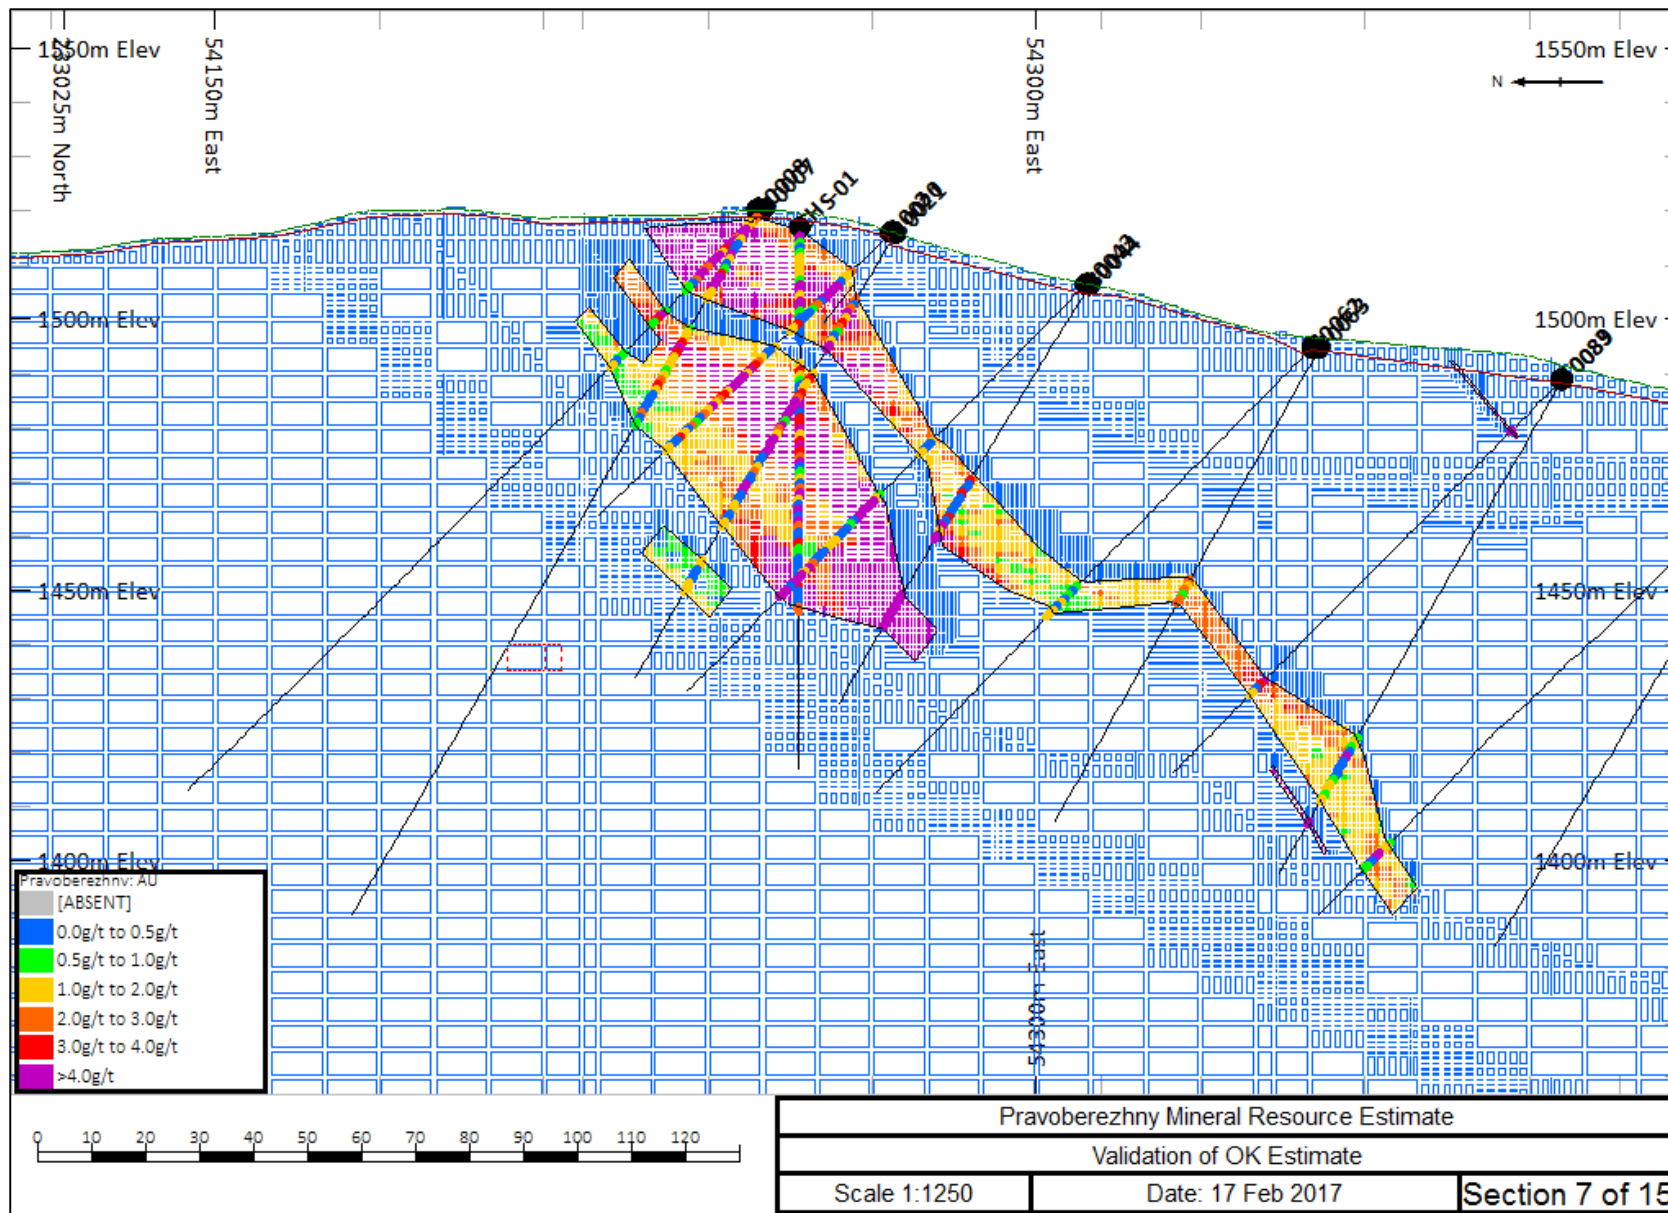 1550m Elev
233025m North
54150m East
54300m East
1550m Elev
N
HS-01
1500m Elev
1500m Elev
1450m Elev
1450m Elev
1400m Elev
1400m Elev
54300m East
Pravoberezhnv: AU
[ABSENT]
0.0g/t to 0.5g/t
0.5g/t to 1.0g/t
1.0g/t to 2.0g/t
2.0g/t to 3.0g/t
3.0g/t to 4.0g/t
>4.0g/t
0 10 20 30 40 50 60 70 80 90 100 110 120
Pravoberezhny Mineral Resource Estimate
Validation of OK Estimate
Scale 1:1250
Date: 17 Feb 2017
Section 7 of 15